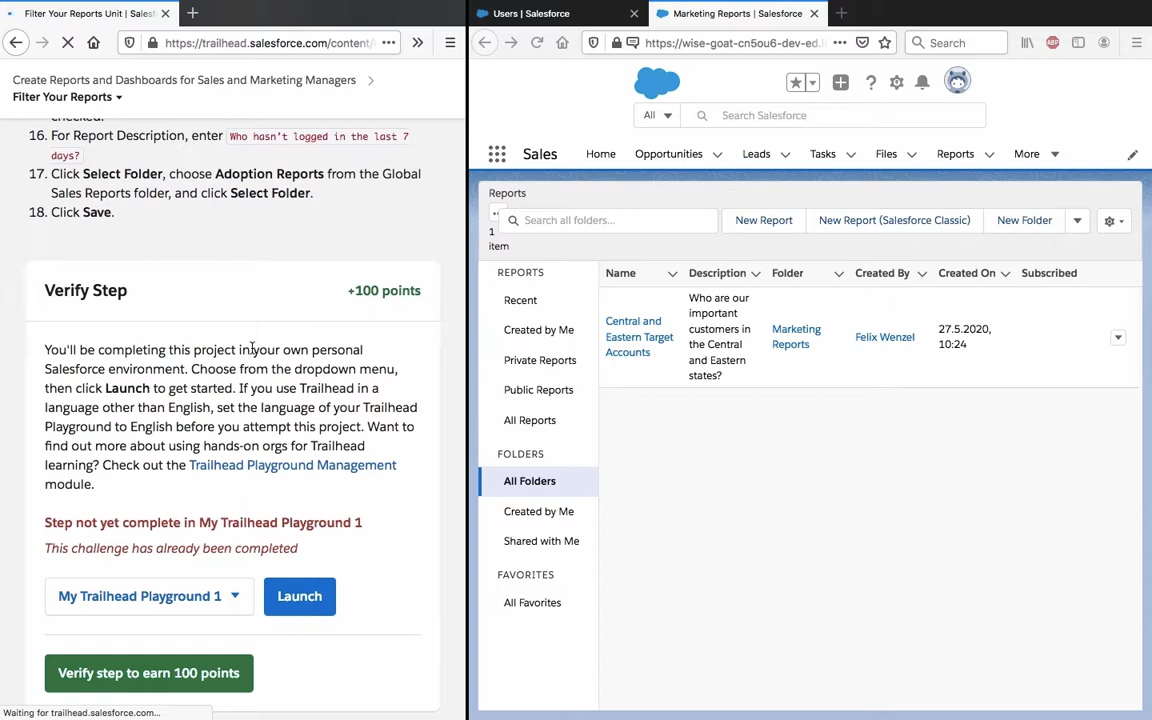 Filter Your Reports Unit | Sales
https://trailhead.salesforce.com/content/
Create Reports and Dashboards for Sales and Marketing Managers
Filter Your Reports
checked.
16. For Report Description, enter Who hasn't logged in the last 7
days?
17. Click Select Folder, choose Adoption Reports from the Global
Sales Reports folder, and click Select Folder.
18. Click Save.
Verify Step
+100 points
You'll be completing this project in your own personal
Salesforce environment. Choose from the dropdown menu,
then click Launch to get started. If you use Trailhead in a
language other than English, set the language of your Trailhead
Playground to English before you attempt this project. Want to
find out more about using hands-on orgs for Trailhead
learning? Check out the Trailhead Playground Management
module.
Step not yet complete in My Trailhead Playground 1
This challenge has already been completed
My Trailhead Playground 1
Launch
Verify step to earn 100 points
Waiting for trailhead.salesforce.com...
Users | Salesforce
Marketing Reports | Salesforce
https://wise-goat-cn5ou6-dev-ed.li
Search
All
Search Salesforce
Sales
Home
Opportunities
Leads
Tasks
Files
Reports
More
Reports
1
item
Search all folders...
New Report
New Report (Salesforce Classic)
New Folder
REPORTS
Recent
Created by Me
Private Reports
Public Reports
All Reports
FOLDERS
All Folders
Created by Me
Shared with Me
FAVORITES
All Favorites
Name
Description
Folder
Created By
Created On
Subscribed
Central and
Eastern Target
Accounts
Who are our
important
customers in
the Central
and Eastern
states?
Marketing
Reports
Felix Wenzel
27.5.2020,
10:24